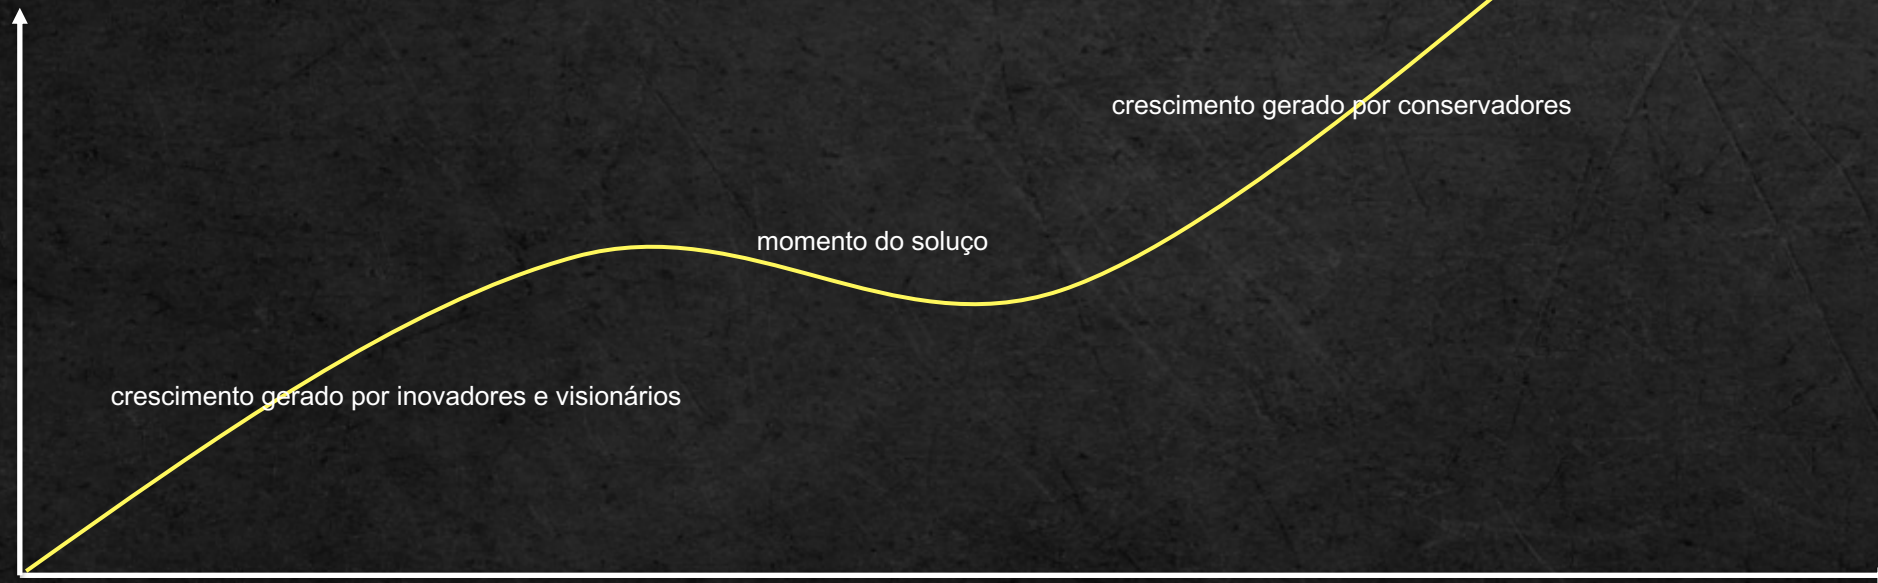 crescimento gerado por conservadores
momento do soluço
crescimento gerado por inovadores e visionários